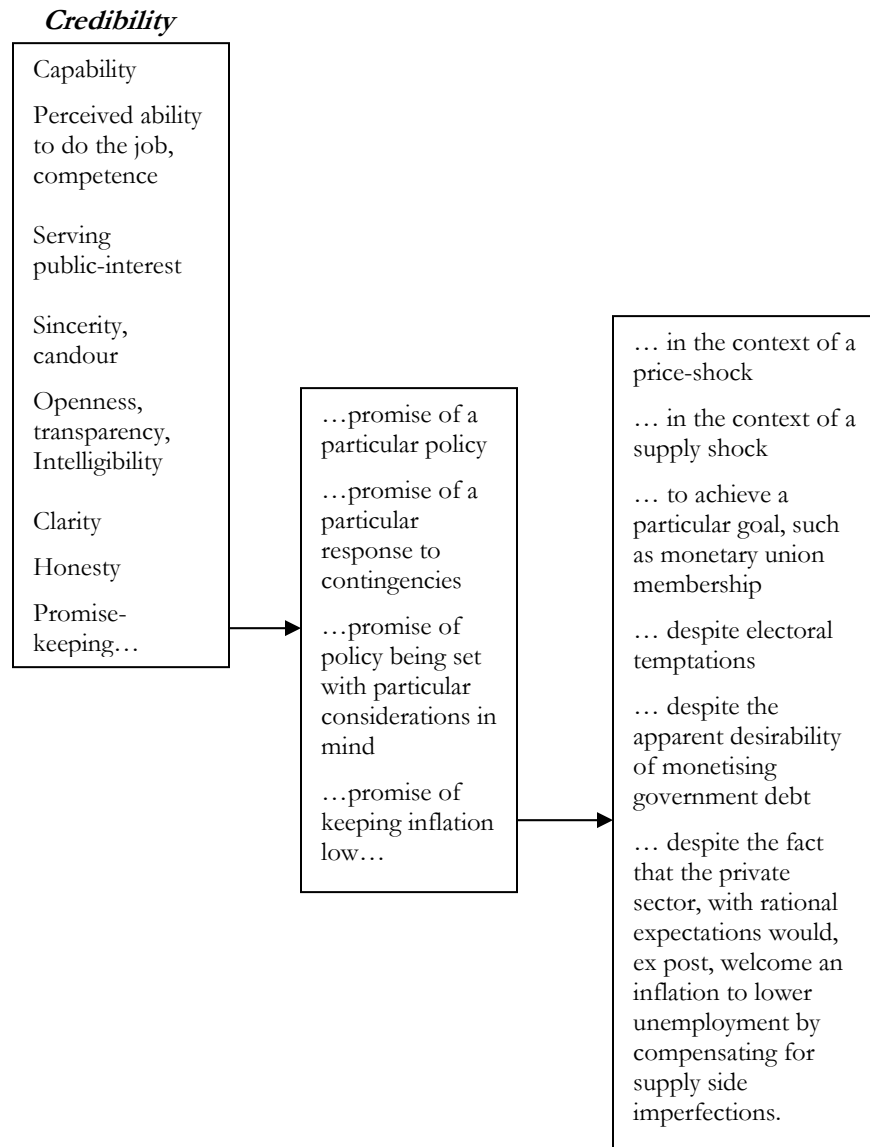 Credibility
Capability
Perceived ability
to do the job,
competence
Serving
public-interest
Sincerity,
candour
Openness,
transparency,
Intelligibility
Clarity
Honesty
Promise-
keeping…
…promise of a
particular policy
…promise of a
particular
response to
contingencies
…promise of
policy being set
with particular
considerations in
mind
…promise of
keeping inflation
low…
… in the context of a
price-shock
… in the context of a
supply shock
… to achieve a
particular goal, such
as monetary union
membership
… despite electoral
temptations
… despite the
apparent desirability
of monetising
government debt
… despite the fact
that the private
sector, with rational
expectations would,
ex post, welcome an
inflation to lower
unemployment by
compensating for
supply side
imperfections.